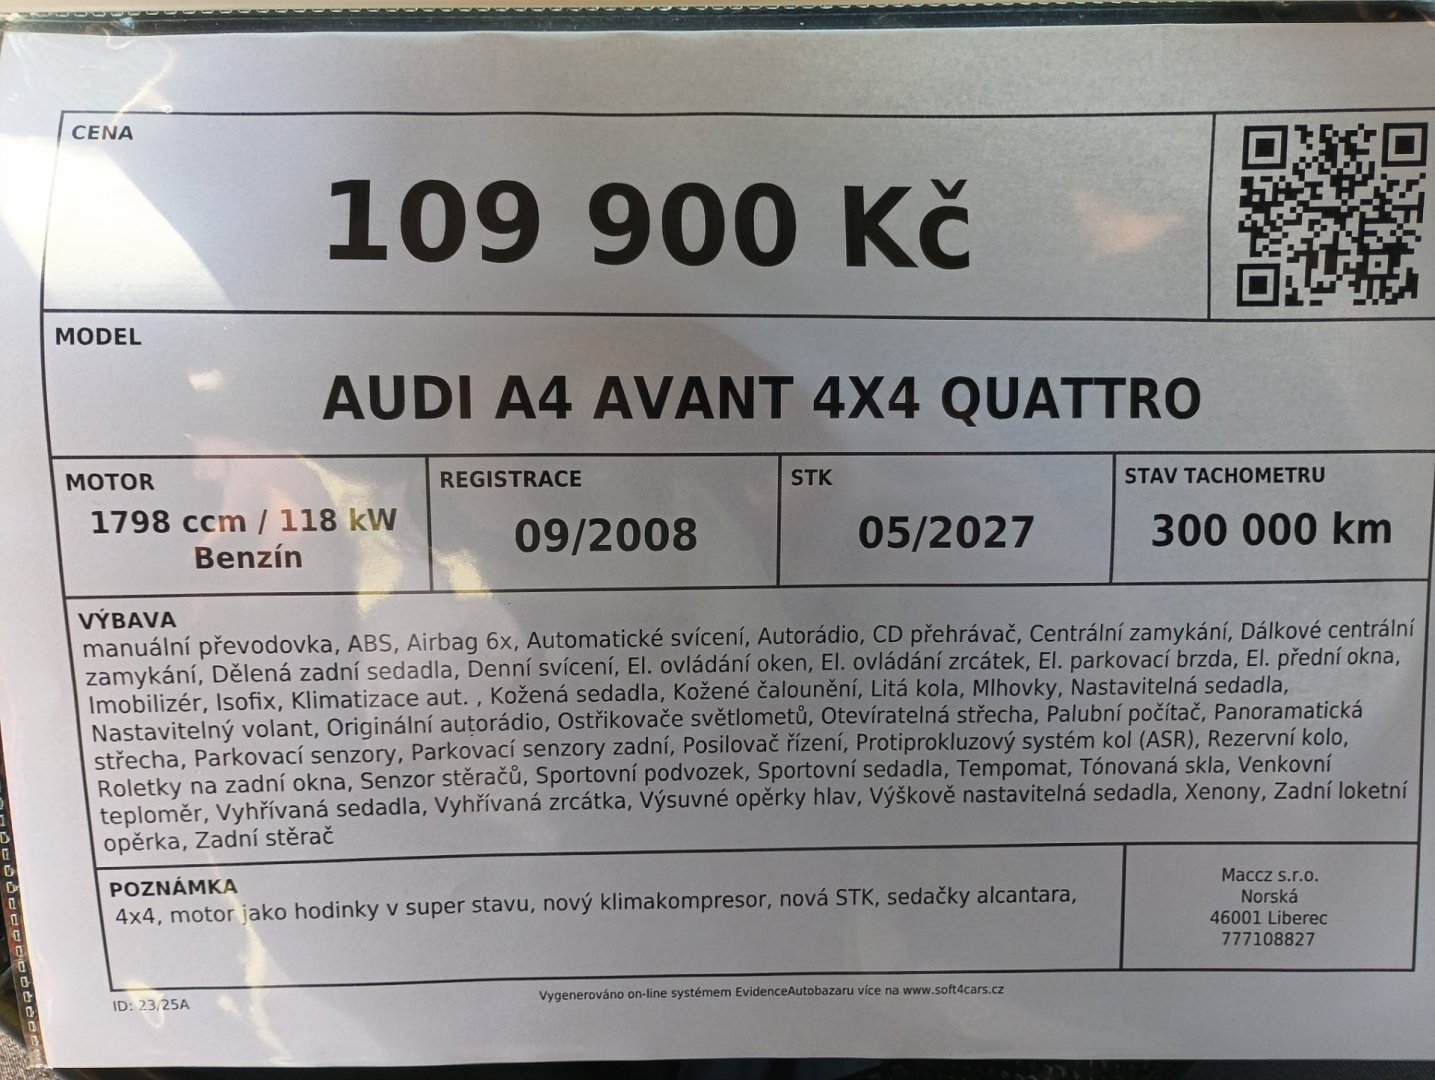 CENA
109 900 Kč
MODEL
AUDI A4 AVANT 4X4 QUATTRO
MOTOR
1798 ccm / 118 kW
Benzín
REGISTRACE
09/2008
STK
05/2027
STAV TACHOMETRU
300 000 km
VÝBAVA
manuální převodovka, ABS, Airbag 6x, Automatické svícení, Autorádio, CD přehrávač, Centrální zamykání, Dálkové centrální
zamykání, Dělená zadní sedadla, Denní svícení, El. ovládání oken, El. ovládání zrcátek, El. parkovací brzda, El. přední okna,
Imobilizér, Isofix, Klimatizace aut. , Kožená sedadla, Kožené čalounění, Litá kola, Mlhovky, Nastavitelná sedadla,
Nastavitelný volant, Originální autorádio, Ostřikovače světlometů, Otevíratelná střecha, Palubní počítač, Panoramatická
střecha, Parkovací senzory, Parkovací senzory zadní, Posilovač řízení, Protiprokluzový systém kol (ASR), Rezervní kolo,
Roletky na zadní okna, Senzor stěračů, Sportovní podvozek, Sportovní sedadla, Tempomat, Tónovaná skla, Venkovní
teploměr, Vyhřívaná sedadla, Vyhřívaná zrcátka, Výsuvné opěrky hlav, Výškově nastavitelná sedadla, Xenony, Zadní loketní
opěrka, Zadní stěrač
POZNÁMKA
4x4, motor jako hodinky v super stavu, nový klimakompresor, nová STK, sedačky alcantara,
Maccz s.r.o.
Norská
46001 Liberec
777108827
ID: 23/25A
Vygenerováno on-line systémem EvidenceAutobazaru více na www.soft4cars.cz